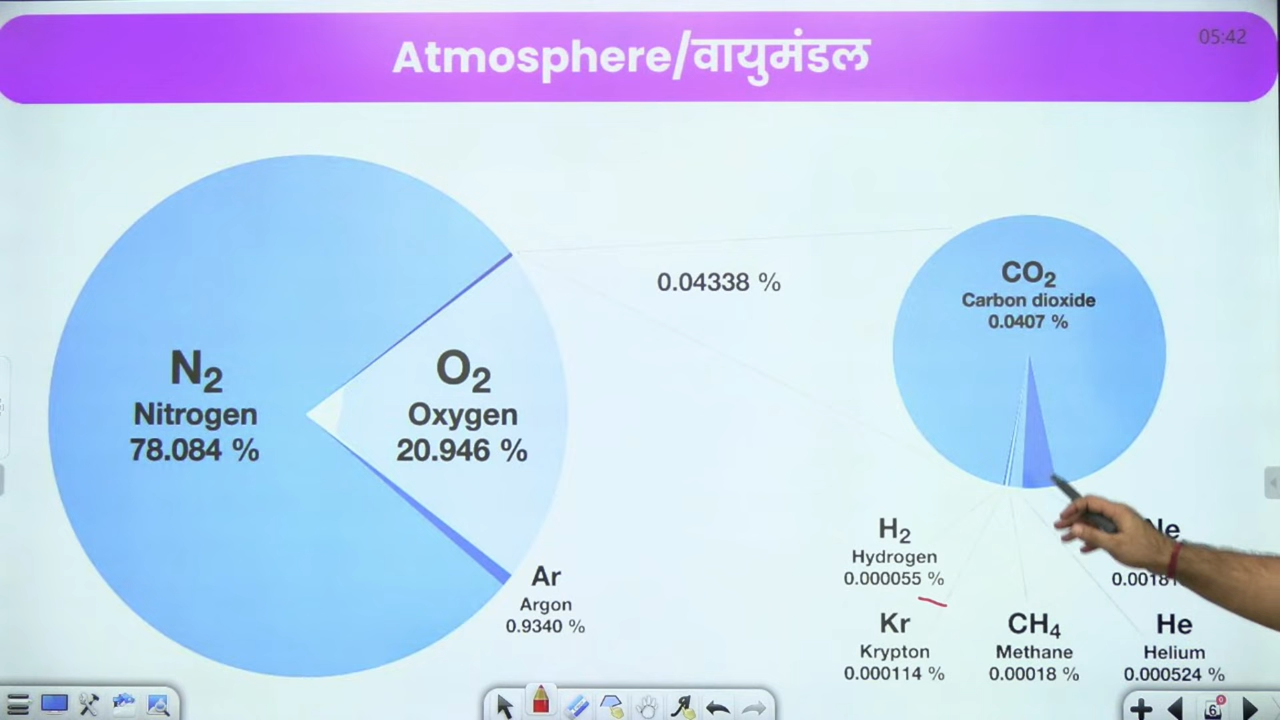 Atmosphere/वायुमंडल
05:42
N₂
Nitrogen
78.084 %
O₂
Oxygen
20.946 %
Ar
Argon
0.9340 %
0.04338 %
CO₂
Carbon dioxide
0.0407 %
H₂
Hydrogen
0.000055 %
Kr
Krypton
0.000114 %
CH₄
Methane
0.00018 %
He
Helium
0.000524 %
6